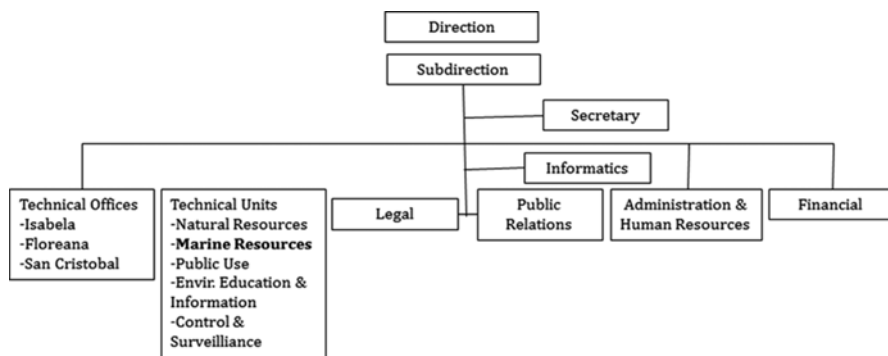 Direction
Subdirection
Secretary
Informatics
Technical Offices
-Isabela
-Floreana
-San Cristobal
Technical Units
-Natural Resources
-Marine Resources
-Public Use
-Envir. Education &
Information
-Control &
Surveilliance
Legal
Public
Relations
Administration &
Human Resources
Financial